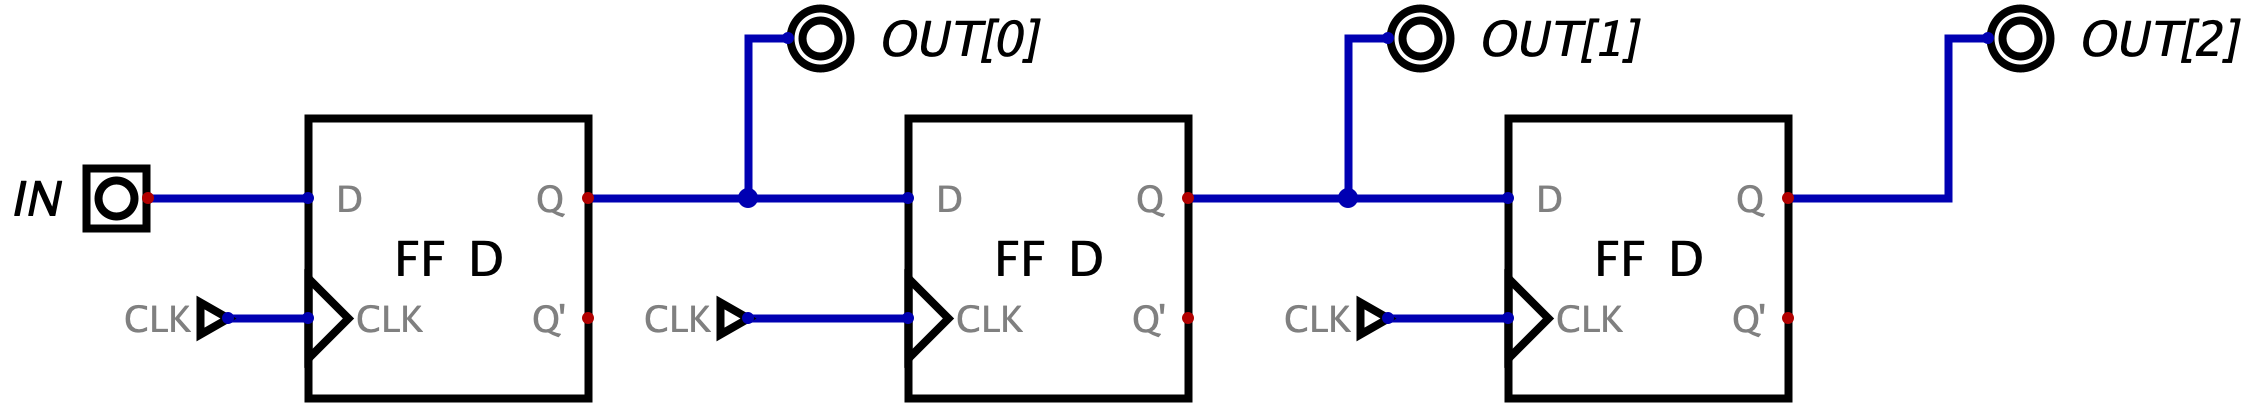 OUT[0] OUT[1] OUT[2]
IN D Q D Q D Q
FF D FF D FF D
CLK CLK Q' CLK CLK Q' CLK CLK Q'